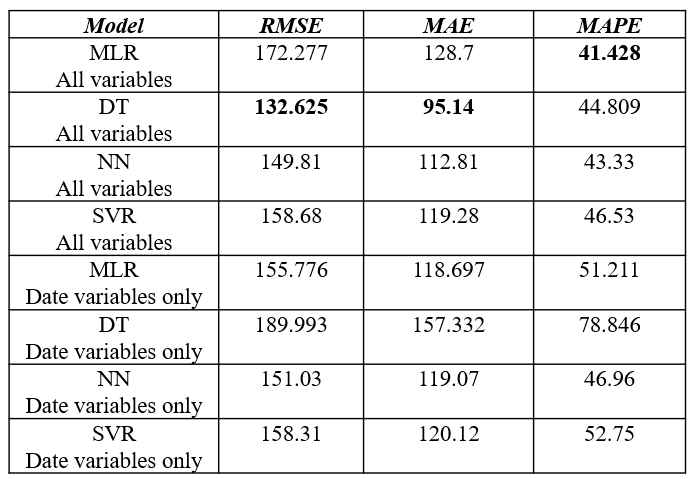 Model RMSE MAE MAPE
MLR 172.277 128.7 41.428
All variables
DT 132.625 95.14 44.809
All variables
NN 149.81 112.81 43.33
All variables
SVR 158.68 119.28 46.53
All variables
MLR 155.776 118.697 51.211
Date variables only
DT 189.993 157.332 78.846
Date variables only
NN 151.03 119.07 46.96
Date variables only
SVR 158.31 120.12 52.75
Date variables only